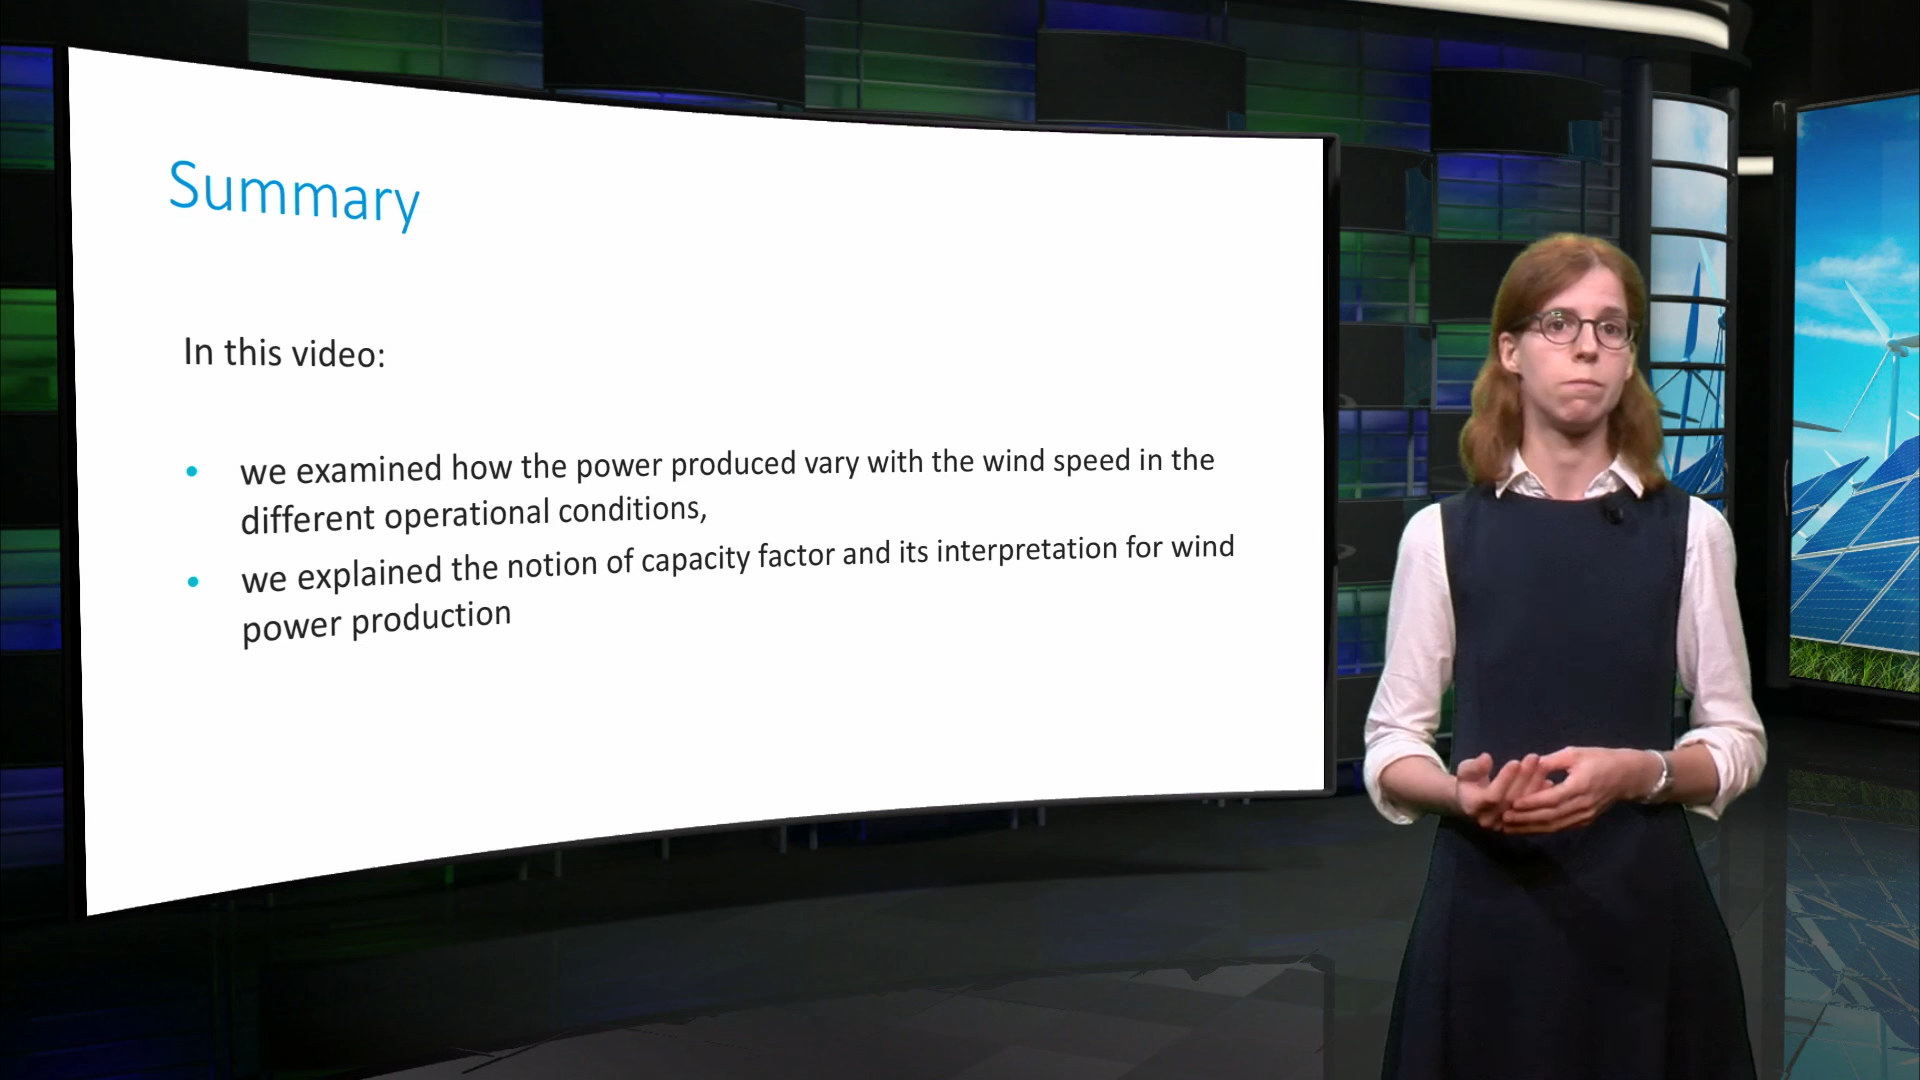 Summary
In this video:
• we examined how the power produced vary with the wind speed in the
different operational conditions,
• we explained the notion of capacity factor and its interpretation for wind
power production